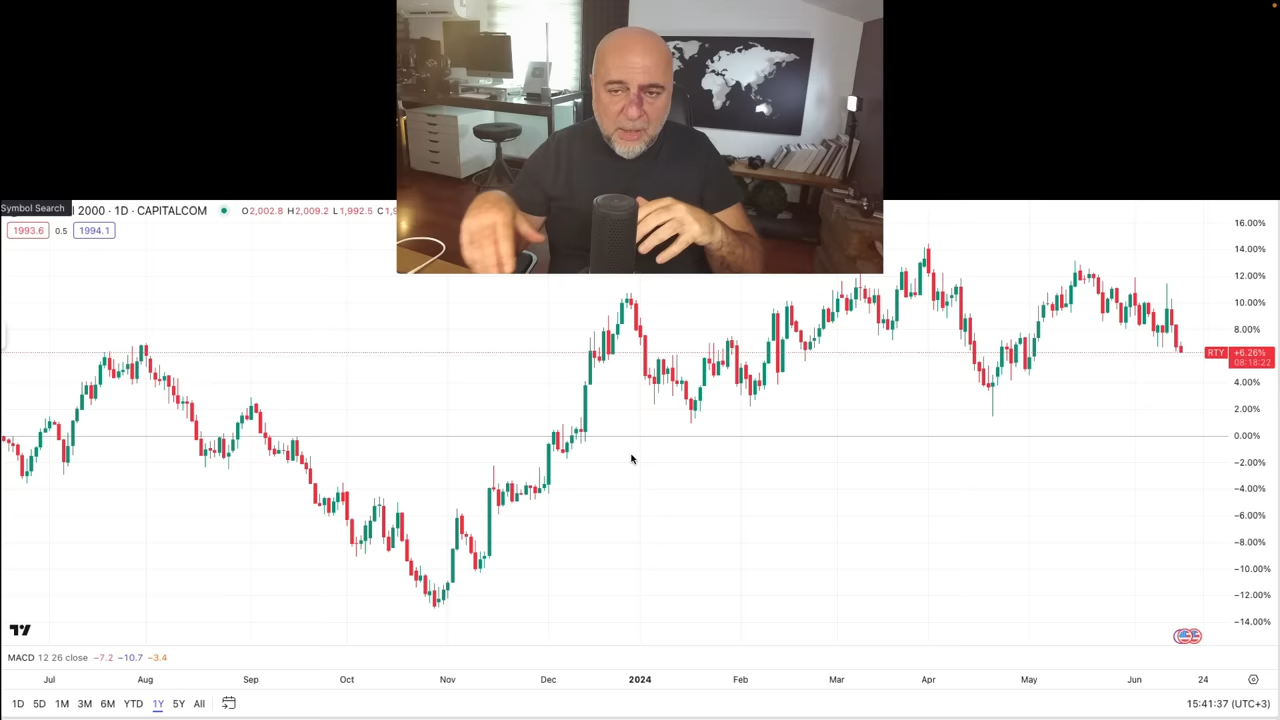 Symbol Search
2000 · 1D · CAPITALCOM O2,002.8 H2,009.2 L1,992.5 C1,9
1993.6 0.5 1994.1
16.00%
14.00%
12.00%
10.00%
8.00%
RTY +6.26%
08:18:22
4.00%
2.00%
0.00%
−2.00%
−4.00%
−6.00%
−8.00%
−10.00%
−12.00%
−14.00%
MACD 12 26 close −7.2 −10.7 −3.4
Jul Aug Sep Oct Nov Dec 2024 Feb Mar Apr May Jun 24
1D 5D 1M 3M 6M YTD 1Y 5Y All 15:41:37 (UTC+3)